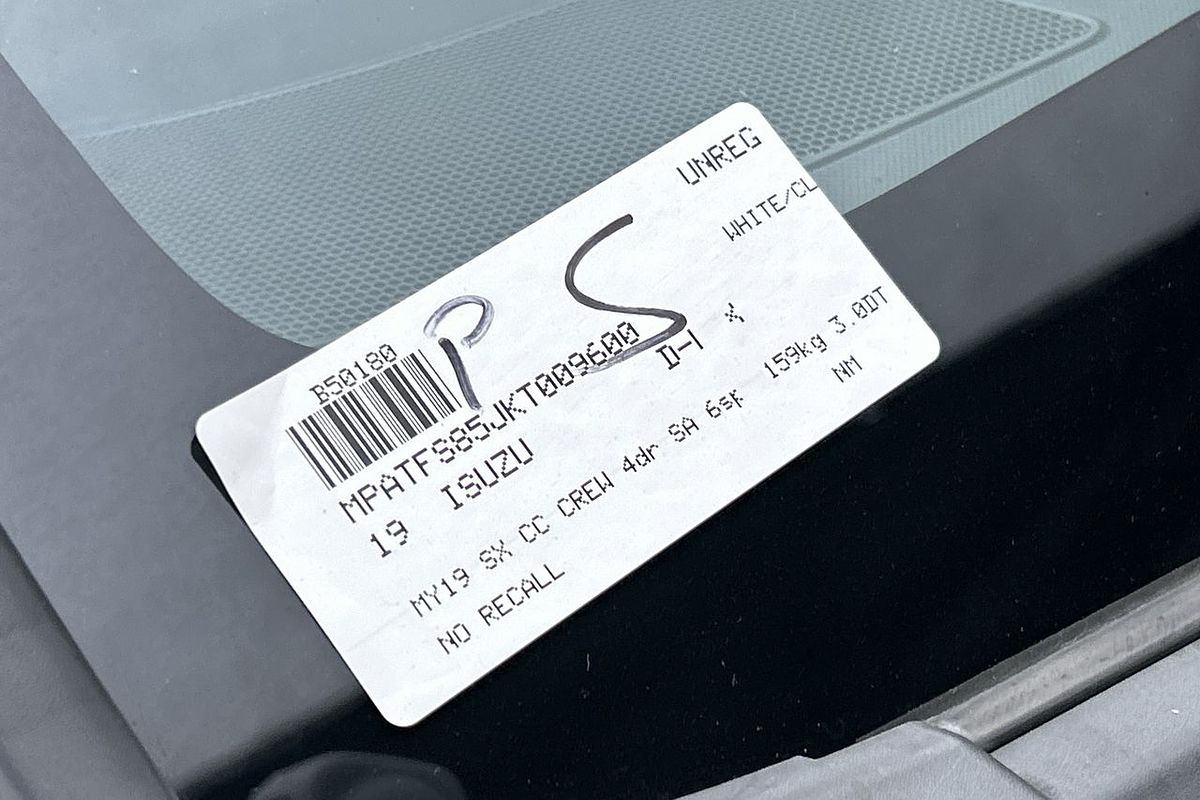 UNREG
B50180 P S WHITE/CL
MPATFS85JKT009600
19 ISUZU D-
MY19 SX CC CREW 4dr SA 6s 159kg 3.0DT
NO RECALL NM